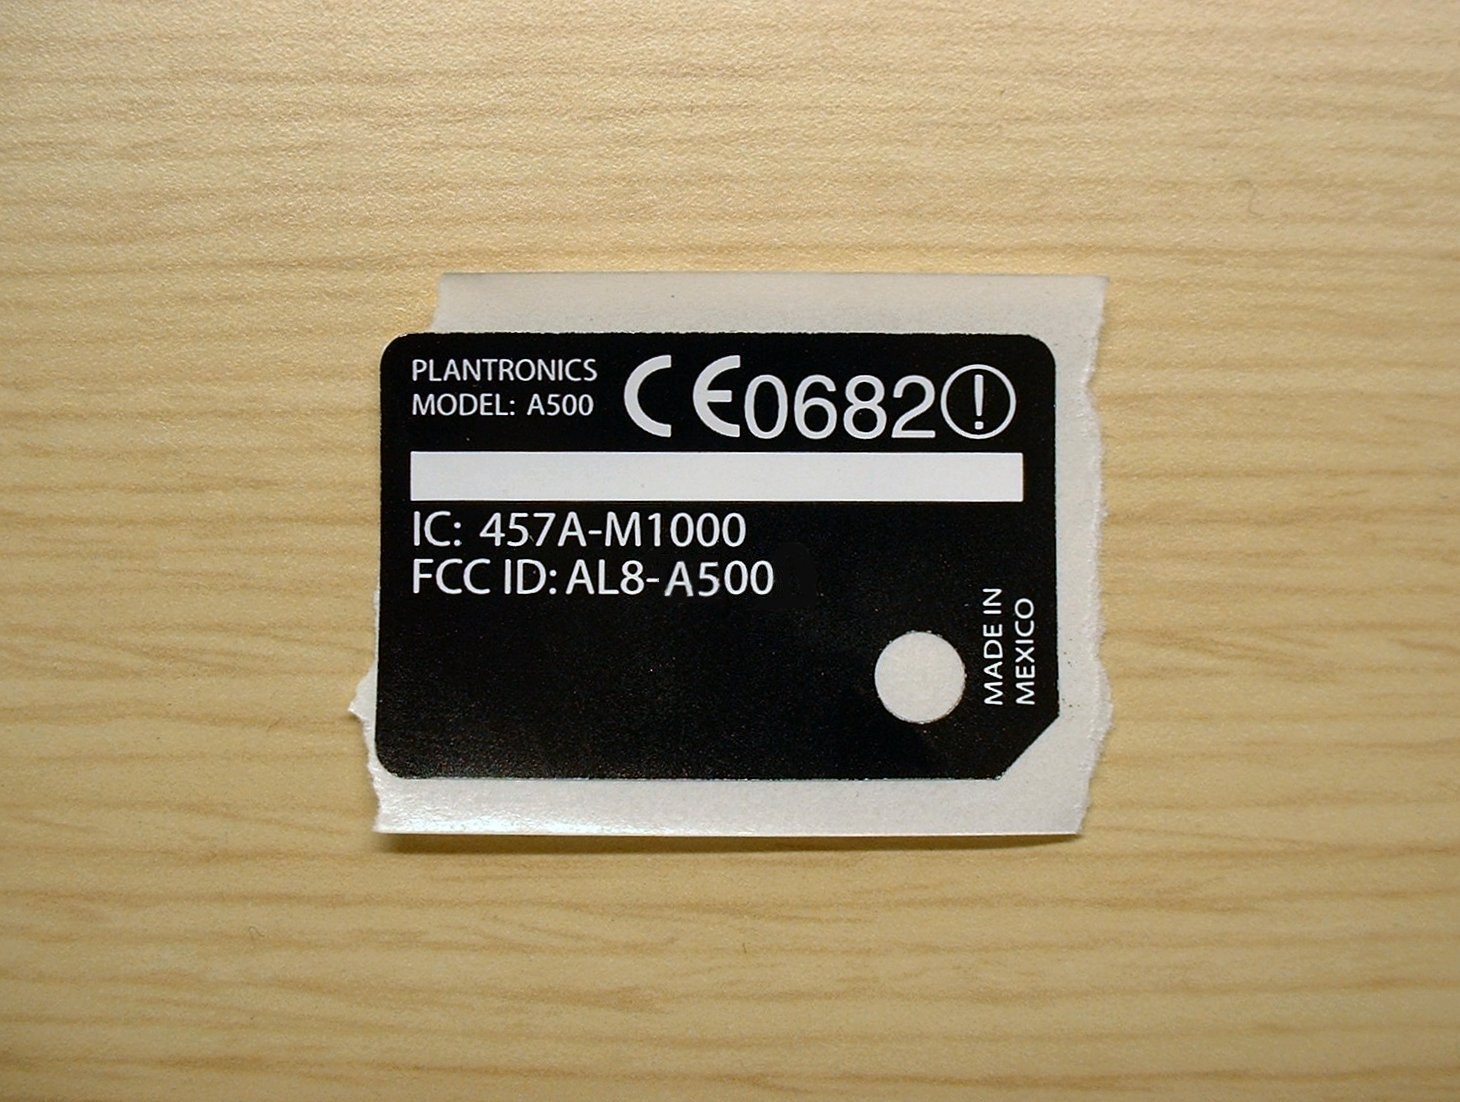 PLANTRONICS
MODEL: A500
CE0682!
IC: 457A-M1000
FCC ID: AL8-A500
MADE IN
MEXICO